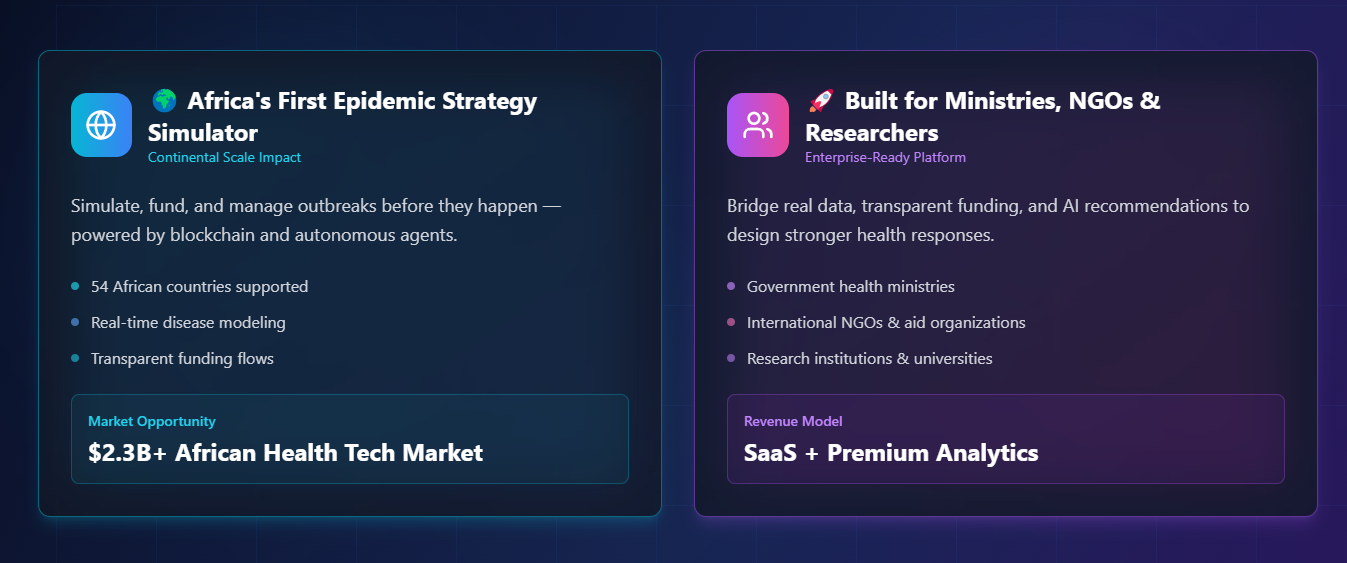 🌍 Africa's First Epidemic Strategy
Simulator
Continental Scale Impact
Simulate, fund, and manage outbreaks before they happen —
powered by blockchain and autonomous agents.
54 African countries supported
Real-time disease modeling
Transparent funding flows
Market Opportunity
$2.3B+ African Health Tech Market
🚀 Built for Ministries, NGOs &
Researchers
Enterprise-Ready Platform
Bridge real data, transparent funding, and AI recommendations to
design stronger health responses.
Government health ministries
International NGOs & aid organizations
Research institutions & universities
Revenue Model
SaaS + Premium Analytics